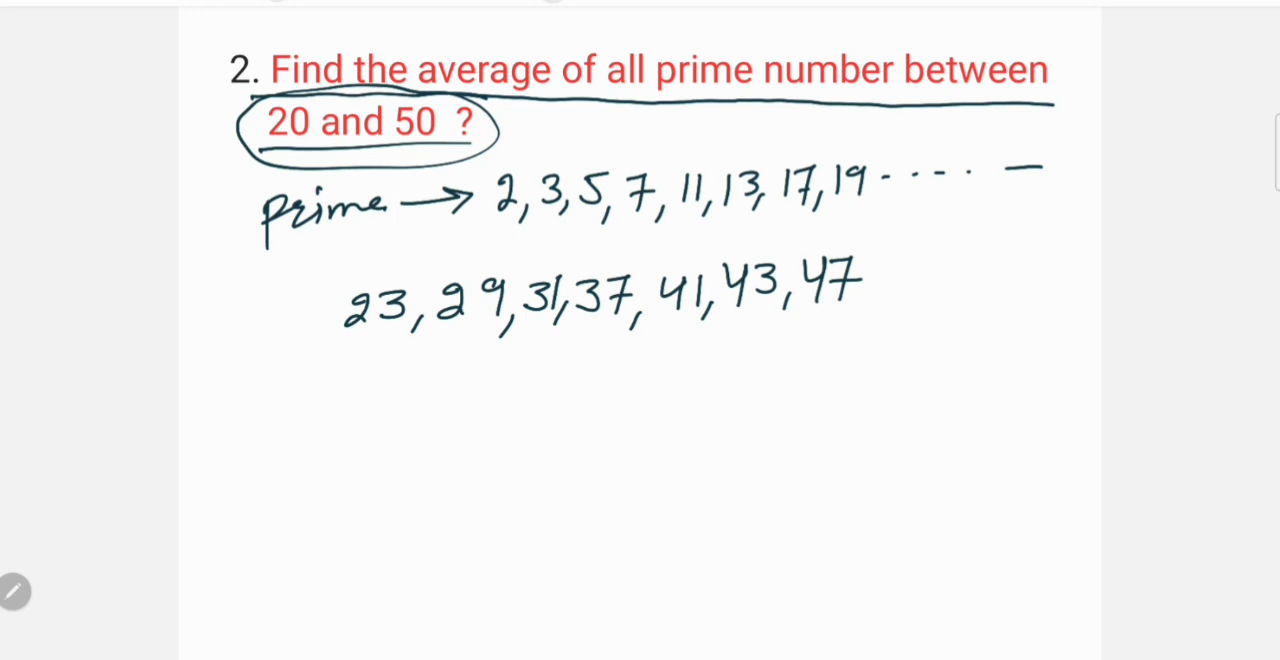 2. Find the average of all prime number between
20 and 50 ?
prime → 2, 3, 5, 7, 11, 13, 17, 19 - . . - . —
23, 29, 31, 37, 41, 43, 47